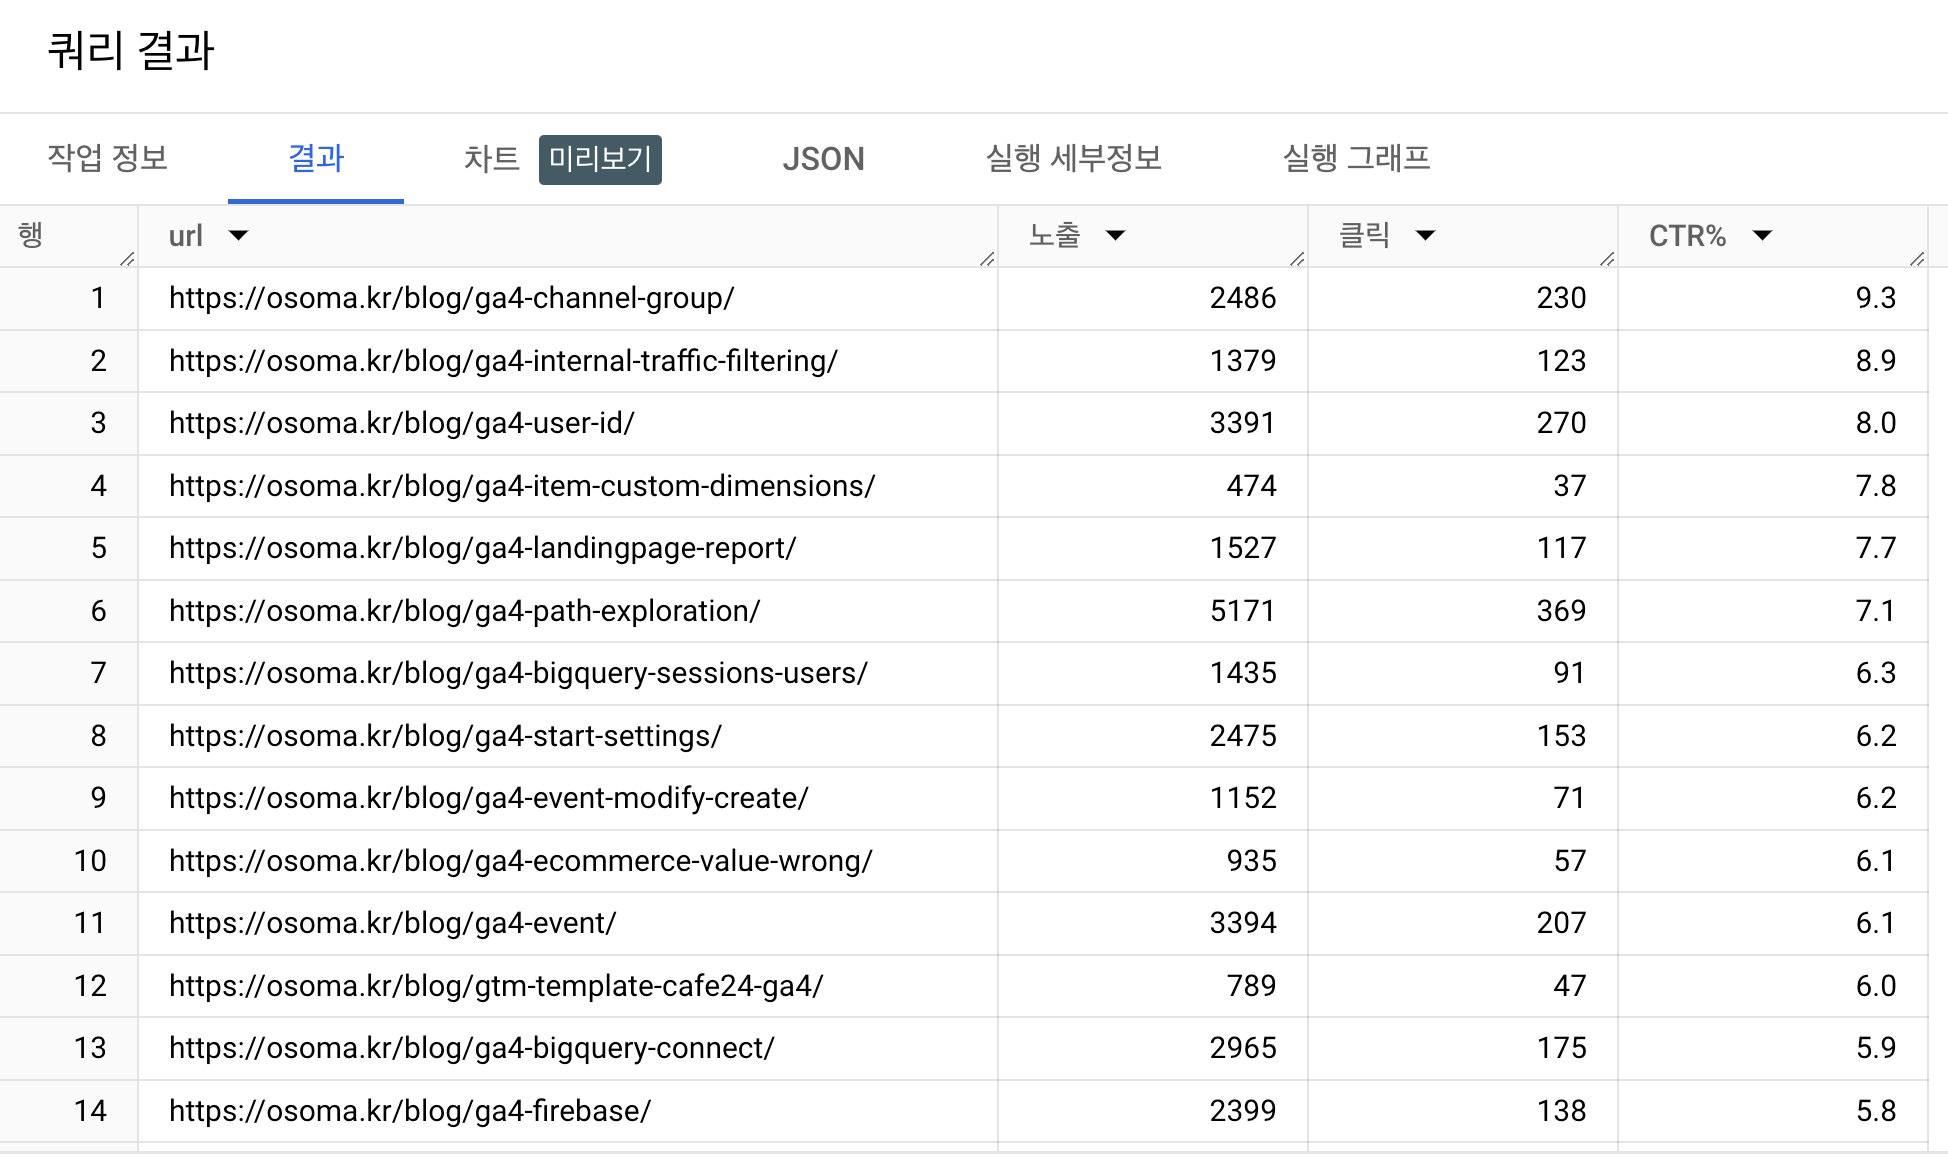 쿼리 결과
작업 정보 결과 차트 미리보기 JSON 실행 세부정보 실행 그래프
행 url 노출 클릭 CTR%
1 https://osoma.kr/blog/ga4-channel-group/ 2486 230 9.3
2 https://osoma.kr/blog/ga4-internal-traffic-filtering/ 1379 123 8.9
3 https://osoma.kr/blog/ga4-user-id/ 3391 270 8.0
4 https://osoma.kr/blog/ga4-item-custom-dimensions/ 474 37 7.8
5 https://osoma.kr/blog/ga4-landingpage-report/ 1527 117 7.7
6 https://osoma.kr/blog/ga4-path-exploration/ 5171 369 7.1
7 https://osoma.kr/blog/ga4-bigquery-sessions-users/ 1435 91 6.3
8 https://osoma.kr/blog/ga4-start-settings/ 2475 153 6.2
9 https://osoma.kr/blog/ga4-event-modify-create/ 1152 71 6.2
10 https://osoma.kr/blog/ga4-ecommerce-value-wrong/ 935 57 6.1
11 https://osoma.kr/blog/ga4-event/ 3394 207 6.1
12 https://osoma.kr/blog/gtm-template-cafe24-ga4/ 789 47 6.0
13 https://osoma.kr/blog/ga4-bigquery-connect/ 2965 175 5.9
14 https://osoma.kr/blog/ga4-firebase/ 2399 138 5.8